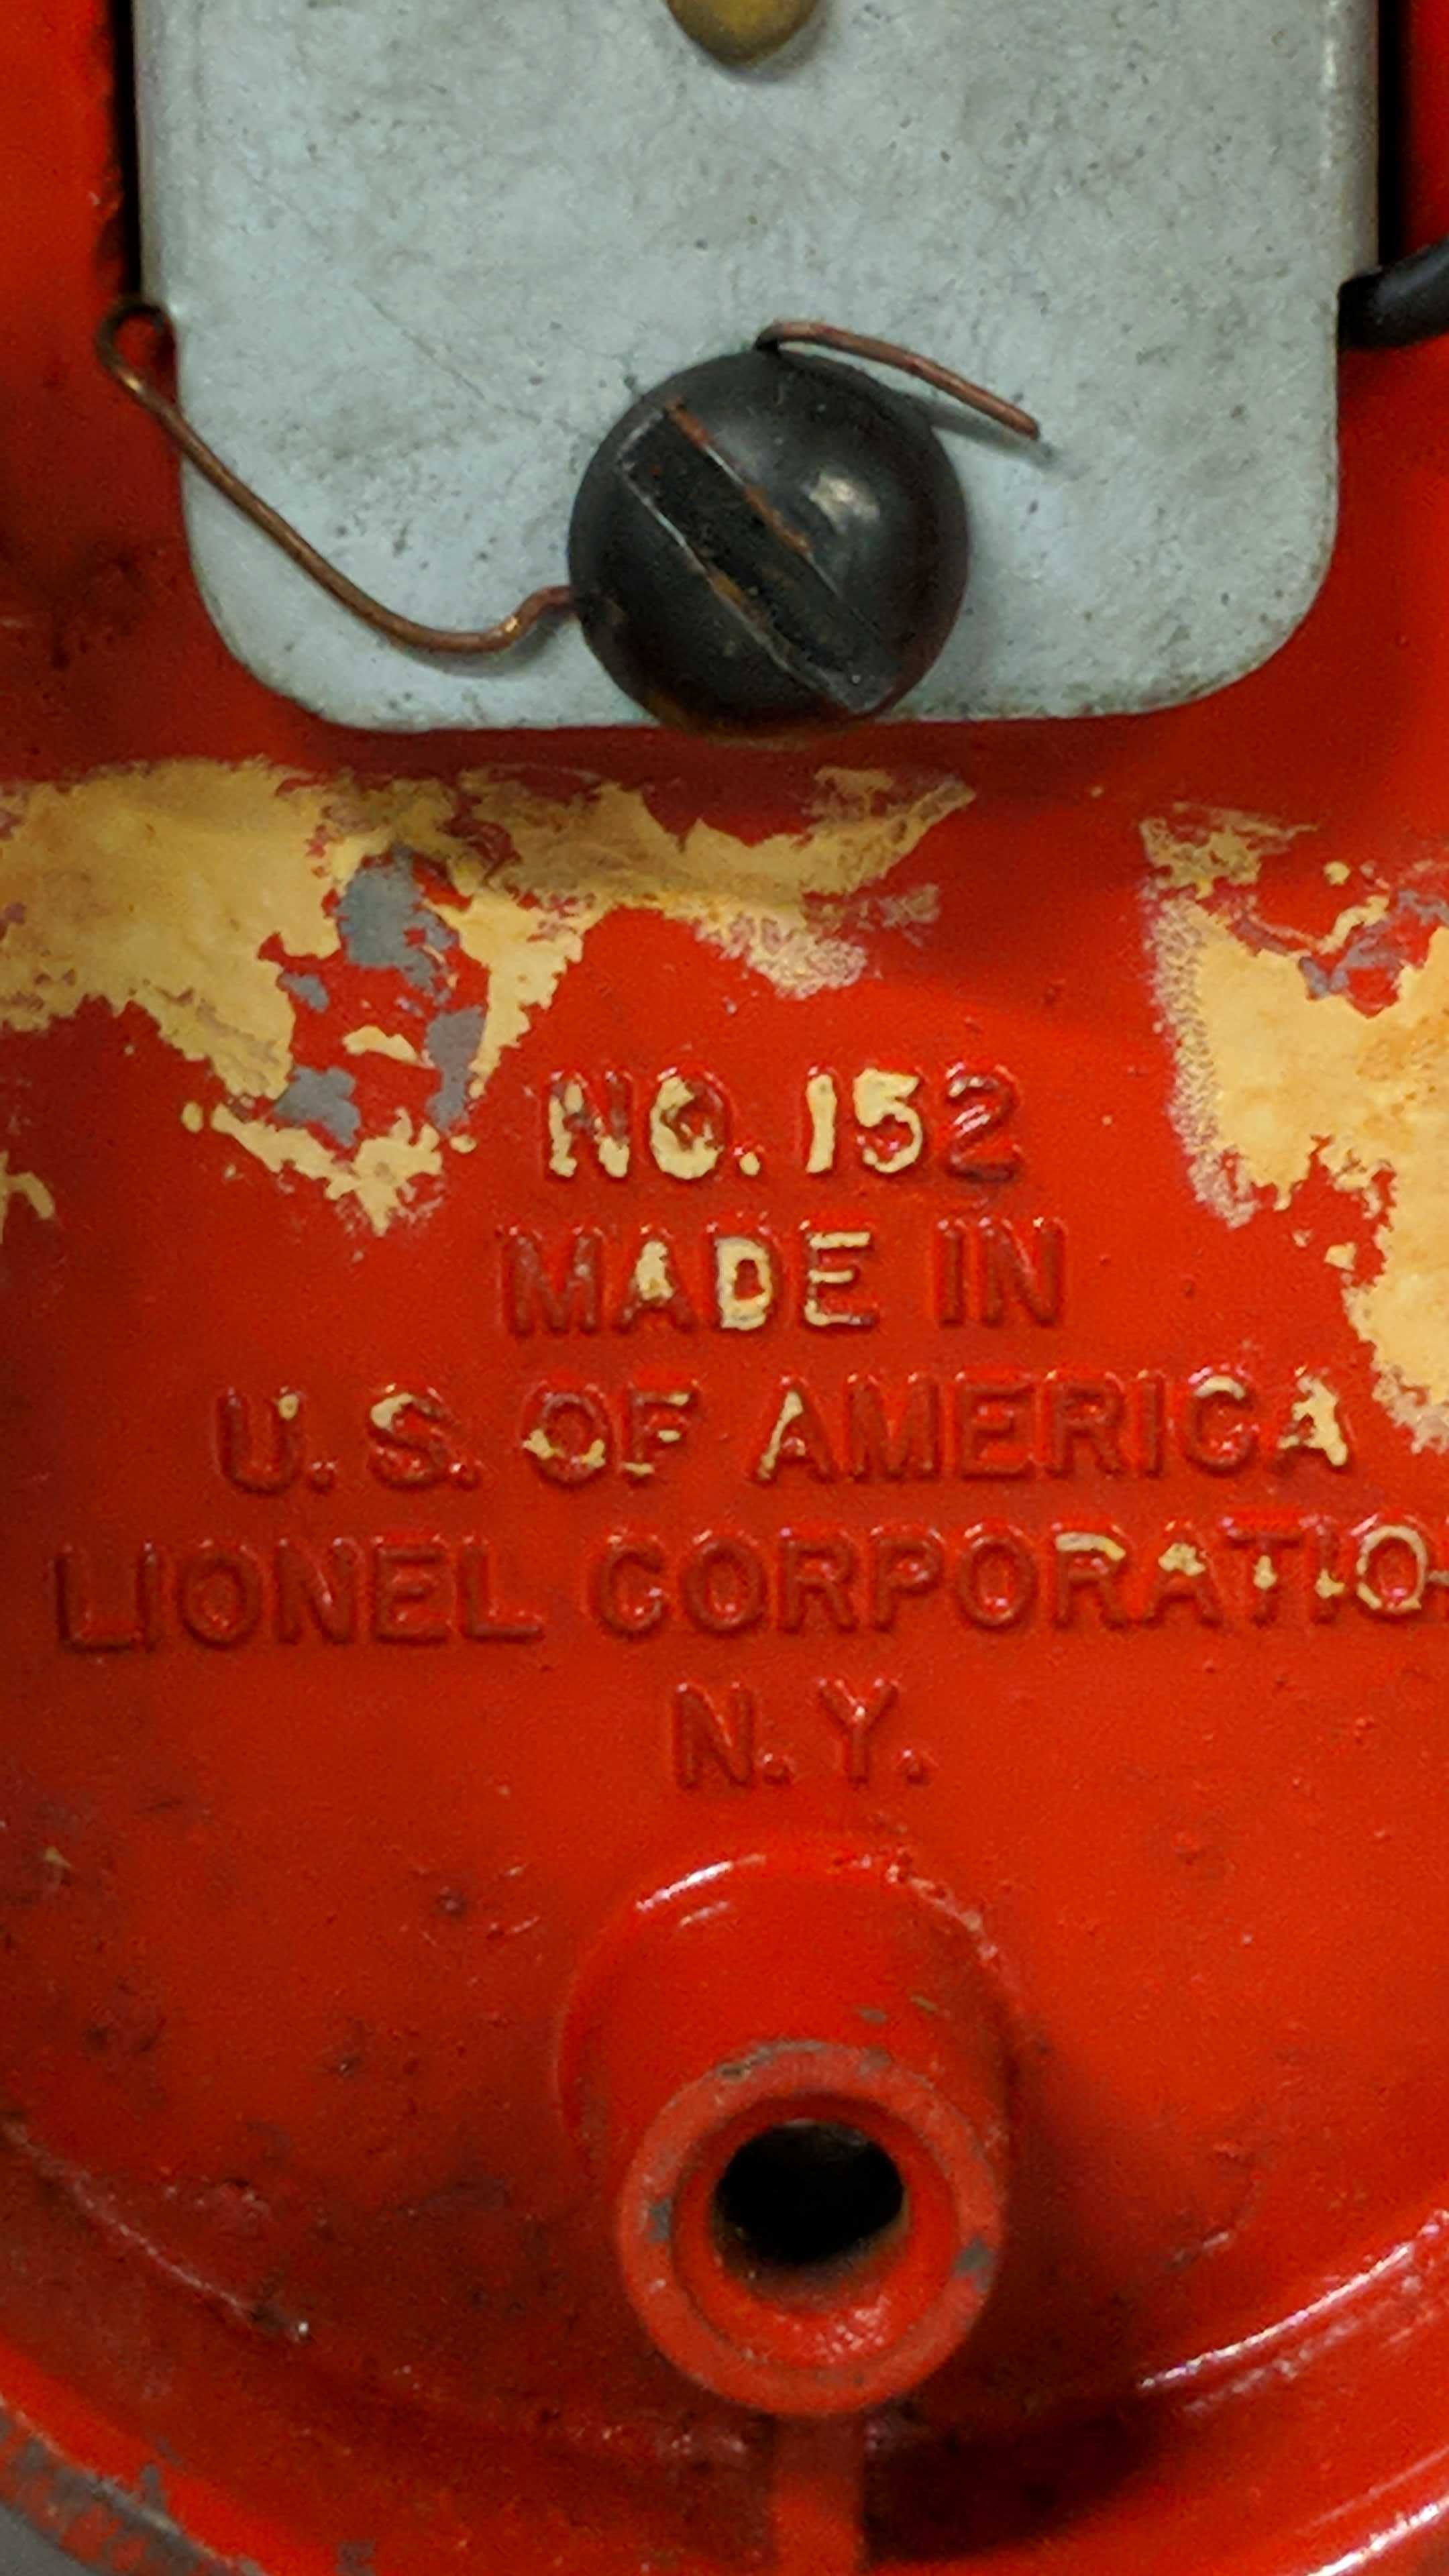 NO. 152
MADE IN
U. S. OF AMERICA
LIONEL CORPORATIO
N. Y.